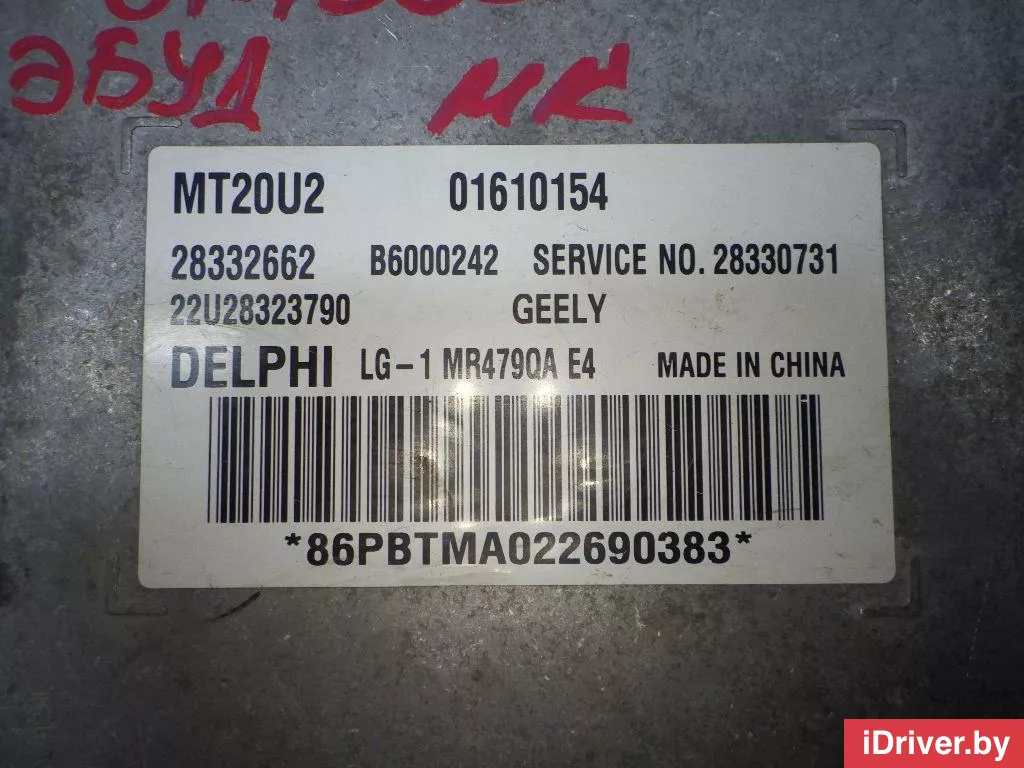 ЭБУД МК
MT20U2 01610154
28332662 B6000242 SERVICE NO. 28330731
22U28323790 GEELY
DELPHI LG-1 MR479QA E4 MADE IN CHINA
*86PBTMA022690383*
iDriver.by